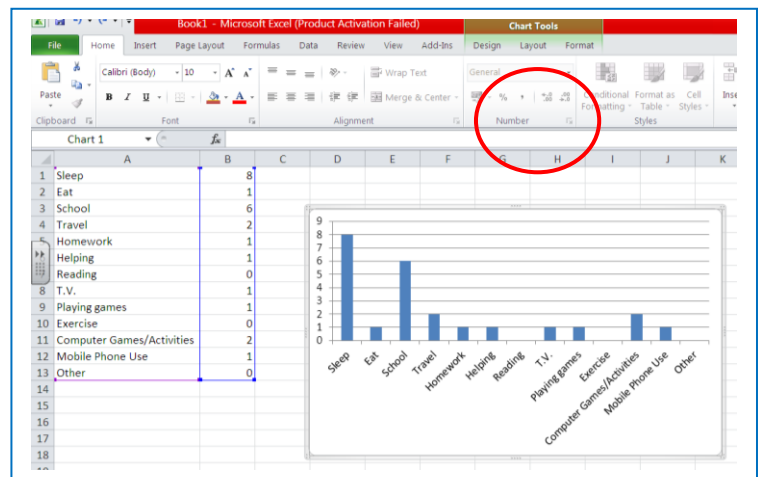 Book1 - Microsoft Excel (Product Activation Failed) Chart Tools
File Home Insert Page Layout Formulas Data Review View Add-Ins Design Layout Format
Calibri (Body) 10 A A Wrap Text General
Paste B I U A Merge & Center % , Conditional Formatting Format as Table Cell Styles
Clipboard Font Alignment Number Styles
Chart 1 fx
A B C D E F G H I J K
1 Sleep 8
2 Eat 1
3 School 6
4 Travel 2
5 Homework 1
Helping 1
Reading 0
8 T.V. 1
9 Playing games 1
10 Exercise 0
11 Computer Games/Activities 2
12 Mobile Phone Use 1
13 Other 0
14
15
16
17
18
9
8
7
6
5
4
3
2
1
0
Sleep Eat School Travel Homework Helping Reading T.V. Playing games Exercise Computer Games/Activities Mobile Phone Use Other